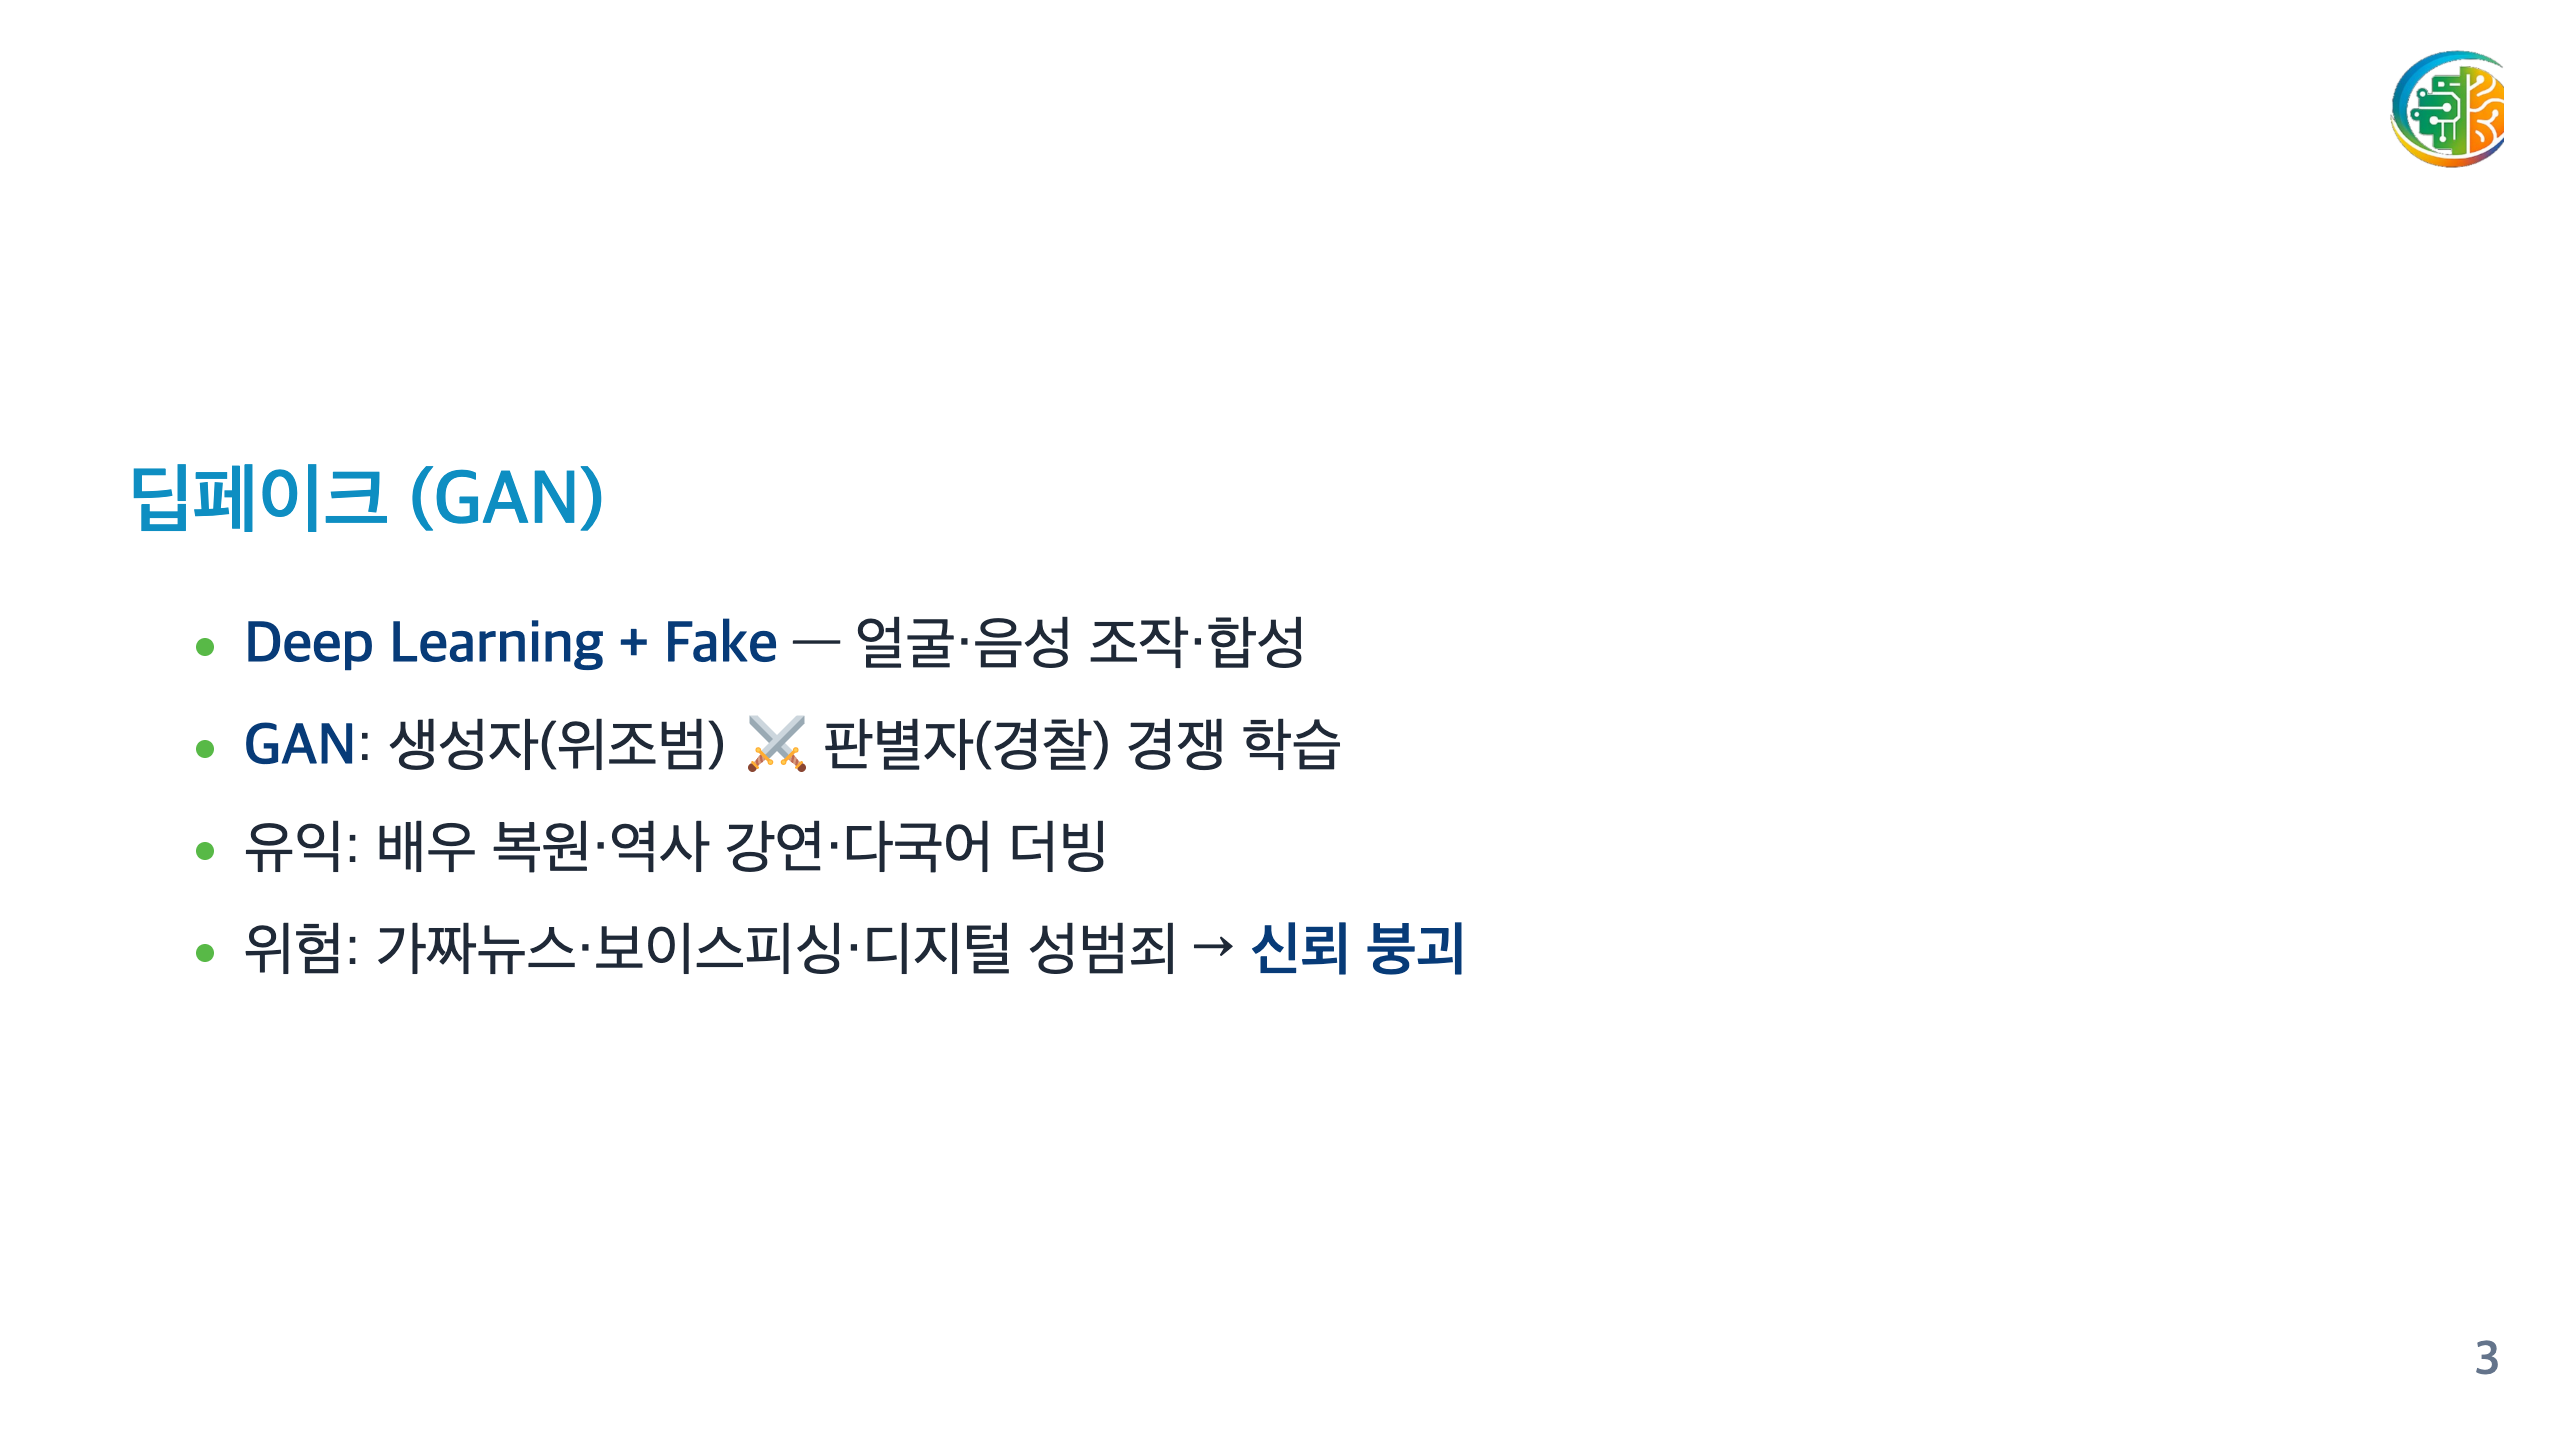 딥페이크 (GAN)
• Deep Learning + Fake — 얼굴·음성 조작·합성
• GAN: 생성자(위조범) ⚔️ 판별자(경찰) 경쟁 학습
• 유익: 배우 복원·역사 강연·다국어 더빙
• 위험: 가짜뉴스·보이스피싱·디지털 성범죄 → 신뢰 붕괴
3